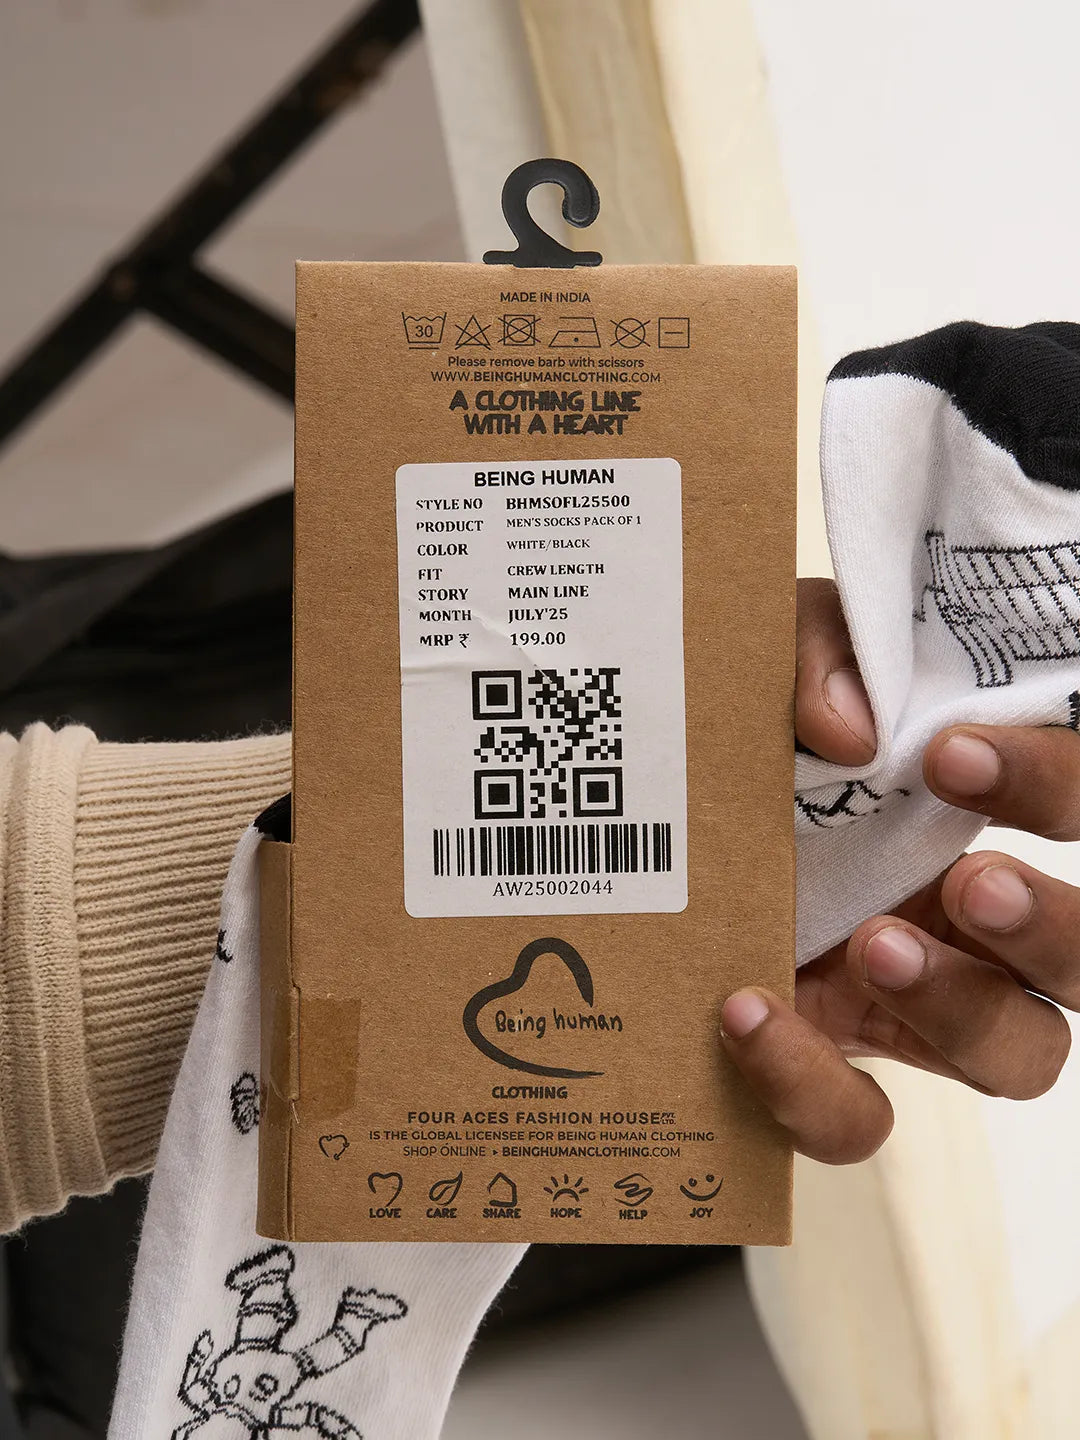 MADE IN INDIA
30
Please remove barb with scissors
WWW.BEINGHUMANCLOTHING.COM
A CLOTHING LINE
WITH A HEART
BEING HUMAN
STYLE NO BHMSOFL25500
PRODUCT MEN'S SOCKS PACK OF 1
COLOR WHITE/BLACK
FIT CREW LENGTH
STORY MAIN LINE
MONTH JULY'25
MRP ₹ 199.00
AW25002044
Being human
CLOTHING
FOUR ACES FASHION HOUSE PVT. LTD.
IS THE GLOBAL LICENSEE FOR BEING HUMAN CLOTHING
SHOP ONLINE ▸ BEINGHUMANCLOTHING.COM
LOVE CARE SHARE HOPE HELP JOY